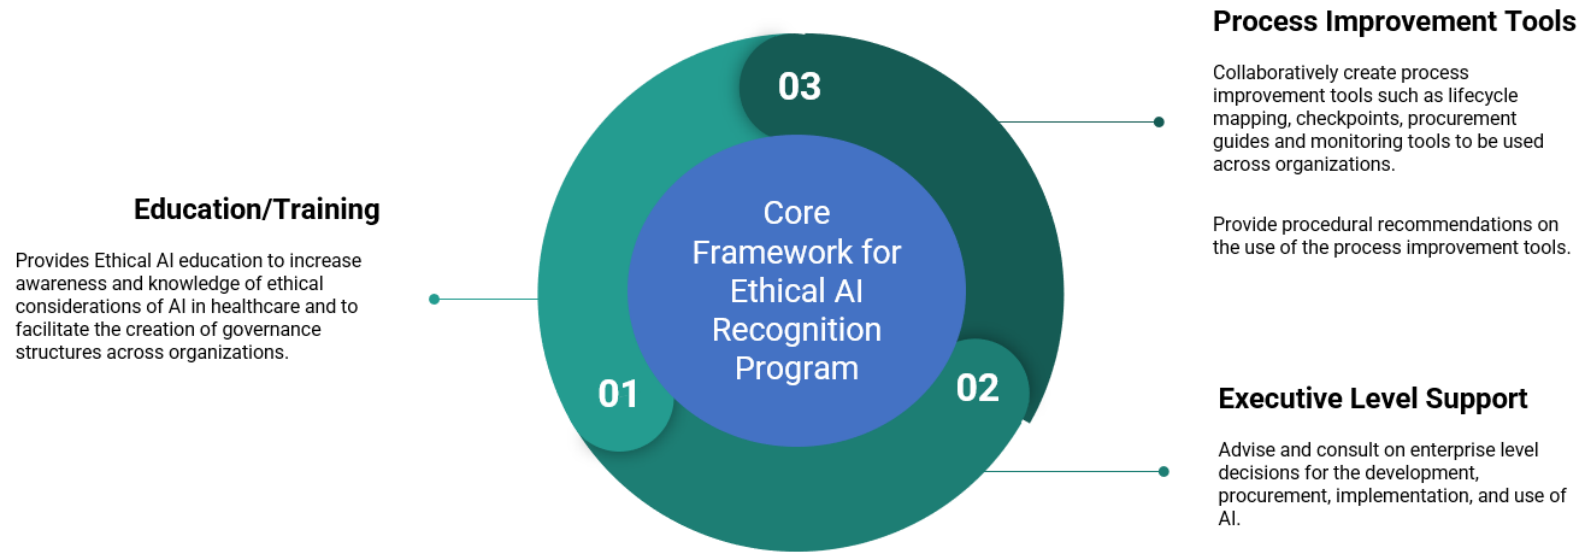 Process Improvement Tools
Collaboratively create process
improvement tools such as lifecycle
mapping, checkpoints, procurement
guides and monitoring tools to be used
across organizations.
Provide procedural recommendations on
the use of the process improvement tools.
03
Education/Training
Provides Ethical AI education to increase
awareness and knowledge of ethical
considerations of AI in healthcare and to
facilitate the creation of governance
structures across organizations.
Core
Framework for
Ethical AI
Recognition
Program
01
02
Executive Level Support
Advise and consult on enterprise level
decisions for the development,
procurement, implementation, and use of
AI.